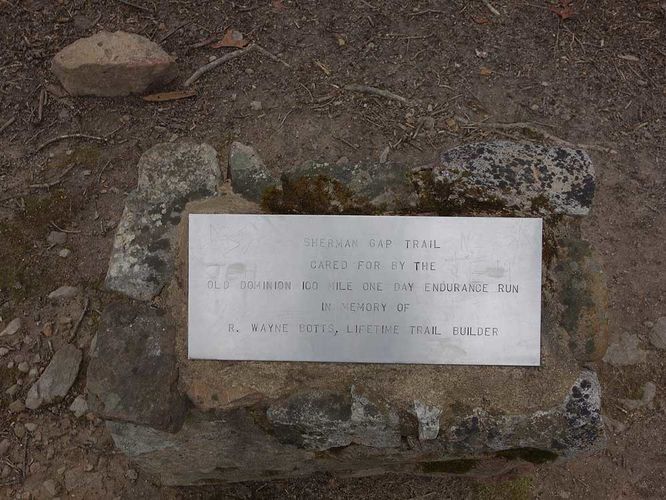 SHERMAN GAP TRAIL
CARED FOR BY THE
OLD DOMINION 100 MILE ONE DAY ENDURANCE RUN
IN MEMORY OF
R. WAYNE BOTTS, LIFETIME TRAIL BUILDER